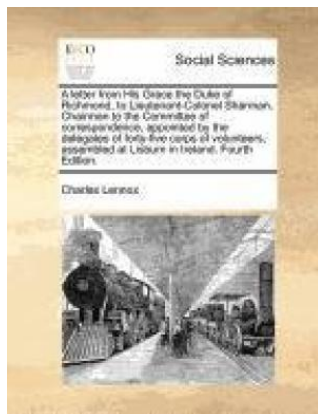 ECCO
Social Sciences
A letter from His Grace the Duke of
Richmond, to Lieutenant-Colonel Sharman,
Chairman to the Committee of
correspondence, appointed by the
delegates of forty-five corps of volunteers,
assembled at Lisburn in Ireland. Fourth
Edition.
Charles Lennox